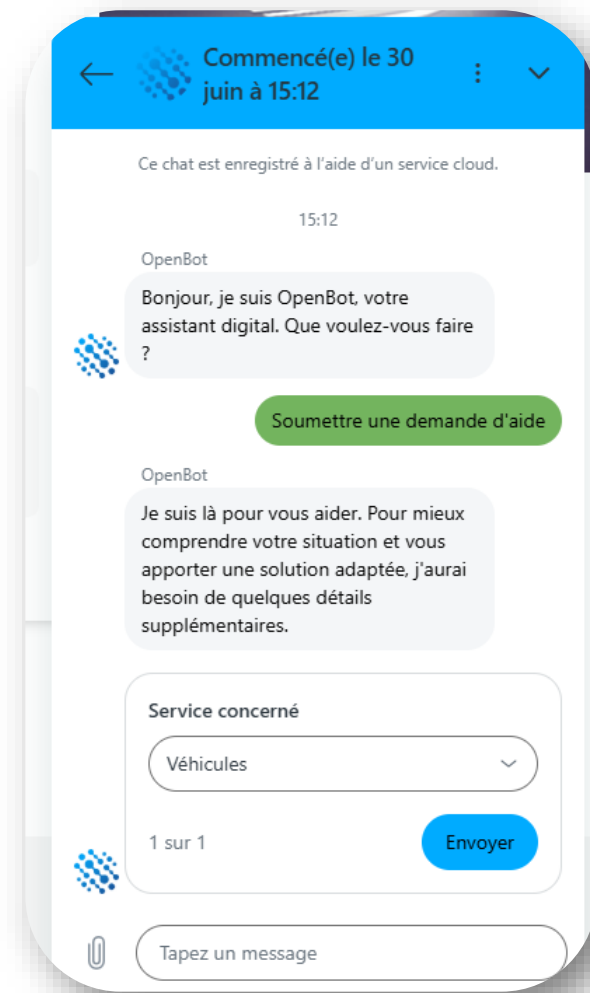 Commencé(e) le 30
juin à 15:12
Ce chat est enregistré à l'aide d'un service cloud.
15:12
OpenBot
Bonjour, je suis OpenBot, votre
assistant digital. Que voulez-vous faire
?
Soumettre une demande d'aide
OpenBot
Je suis là pour vous aider. Pour mieux
comprendre votre situation et vous
apporter une solution adaptée, j'aurai
besoin de quelques détails
supplémentaires.
Service concerné
Véhicules
1 sur 1
Envoyer
Tapez un message